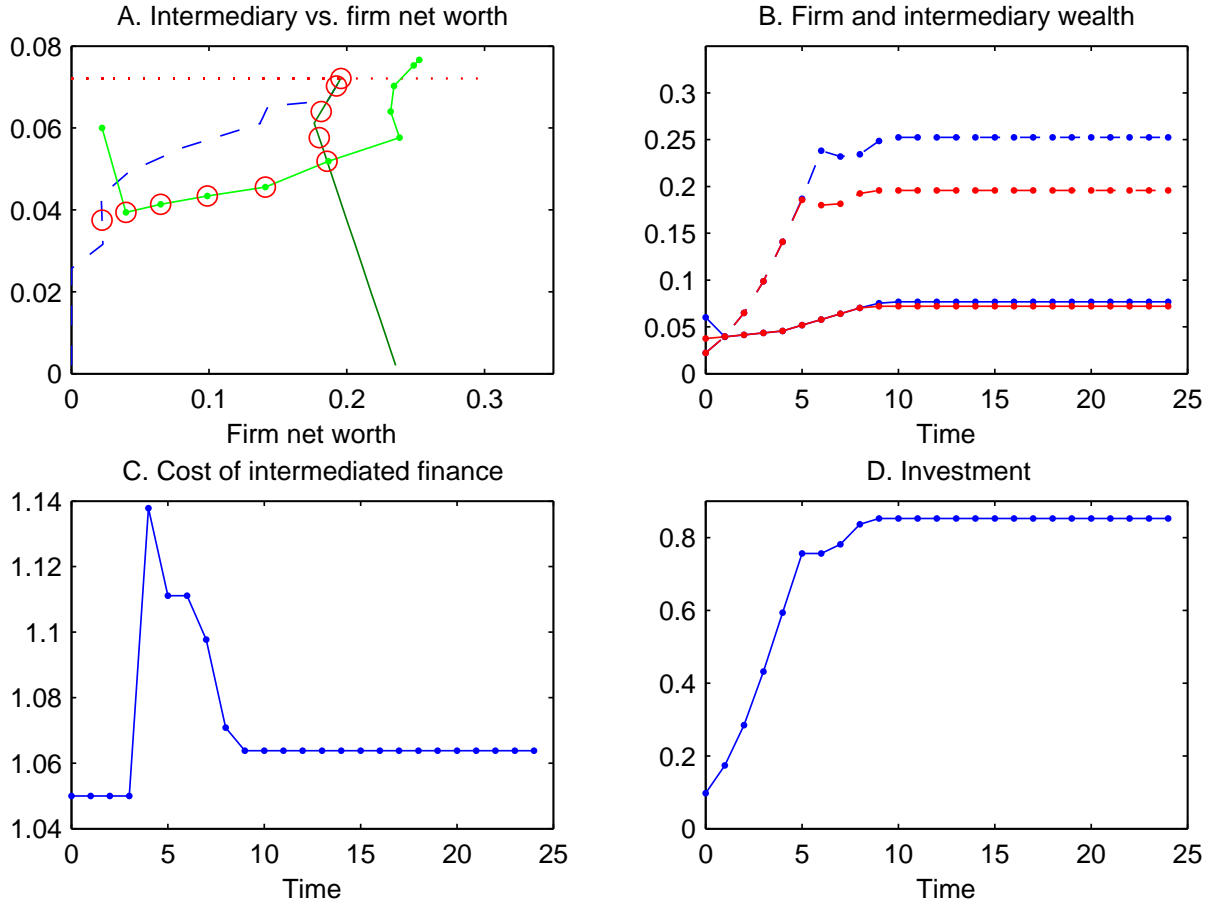 A. Intermediary vs. firm net worth
0.08
0.06
0.04
0.02
0
0 0.1 0.2 0.3
Firm net worth
B. Firm and intermediary wealth
0.3
0.25
0.2
0.15
0.1
0.05
0
0 5 10 15 20 25
Time
C. Cost of intermediated finance
1.14
1.12
1.1
1.08
1.06
1.04
0 5 10 15 20 25
Time
D. Investment
0.8
0.6
0.4
0.2
0
0 5 10 15 20 25
Time